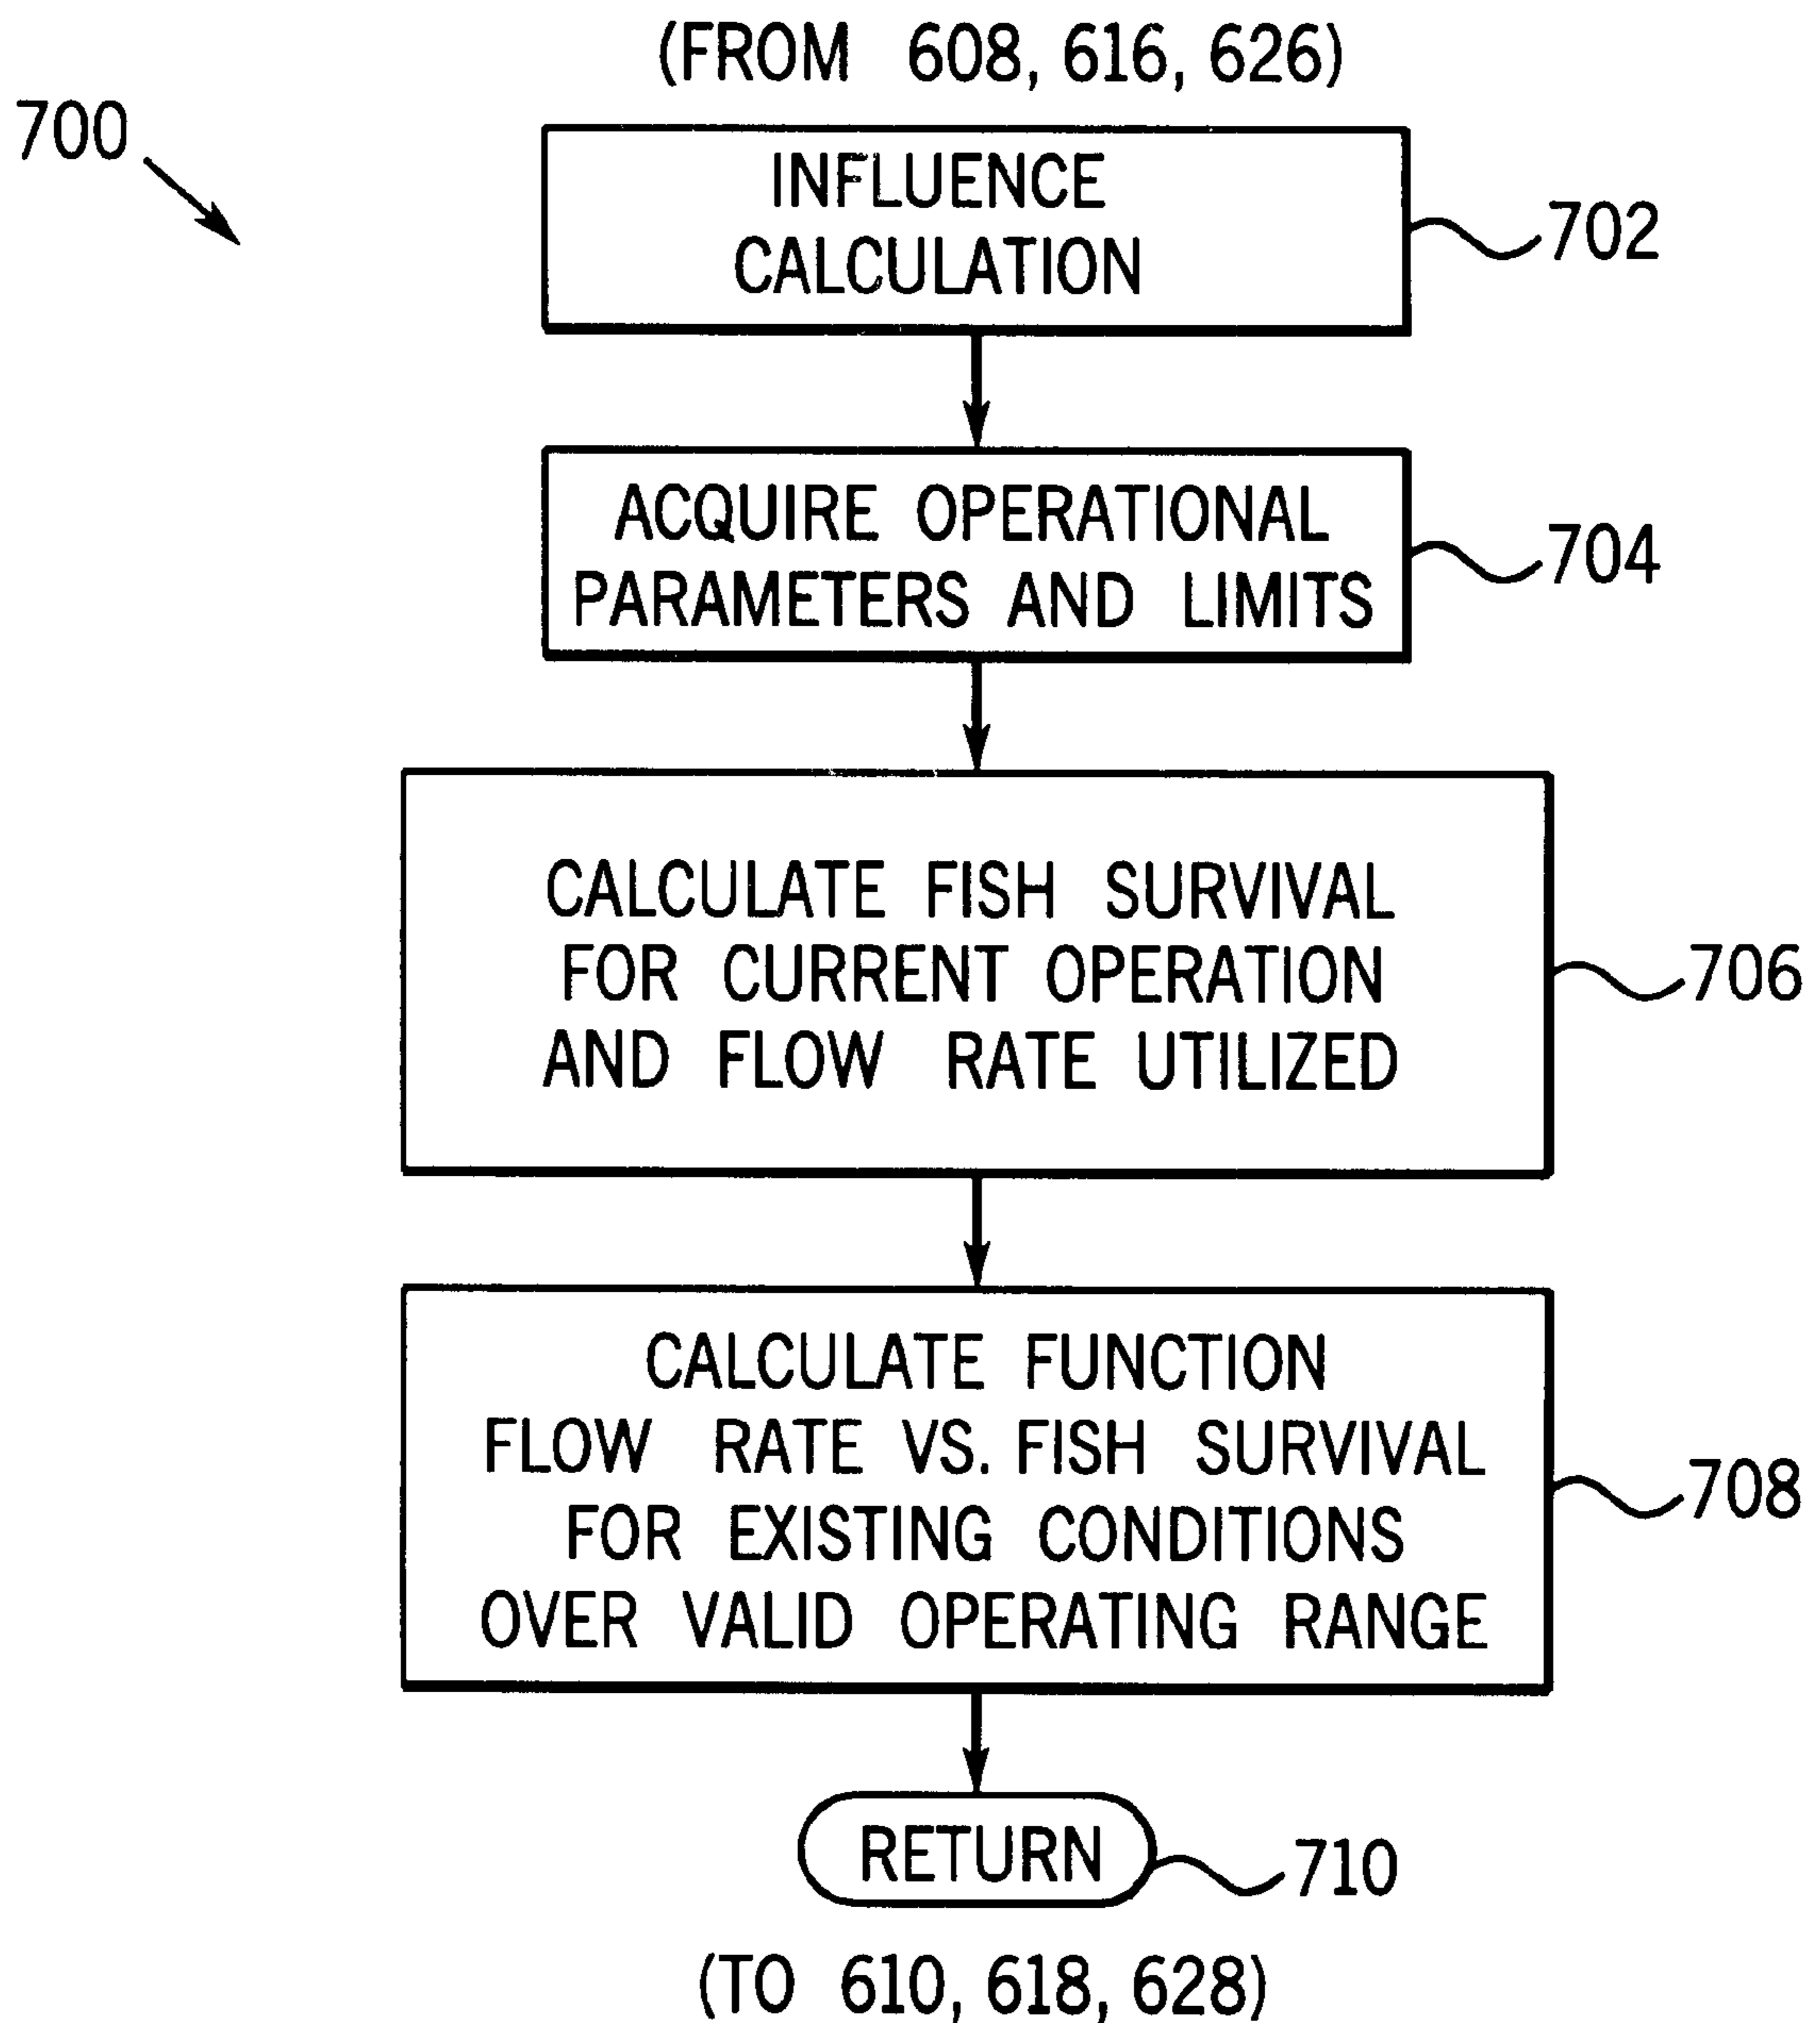 (FROM 608, 616, 626)
700
INFLUENCE
CALCULATION
702
ACQUIRE OPERATIONAL
PARAMETERS AND LIMITS
704
CALCULATE FISH SURVIVAL
FOR CURRENT OPERATION
AND FLOW RATE UTILIZED
706
CALCULATE FUNCTION
FLOW RATE VS. FISH SURVIVAL
FOR EXISTING CONDITIONS
OVER VALID OPERATING RANGE
708
RETURN
710
(TO 610, 618, 628)